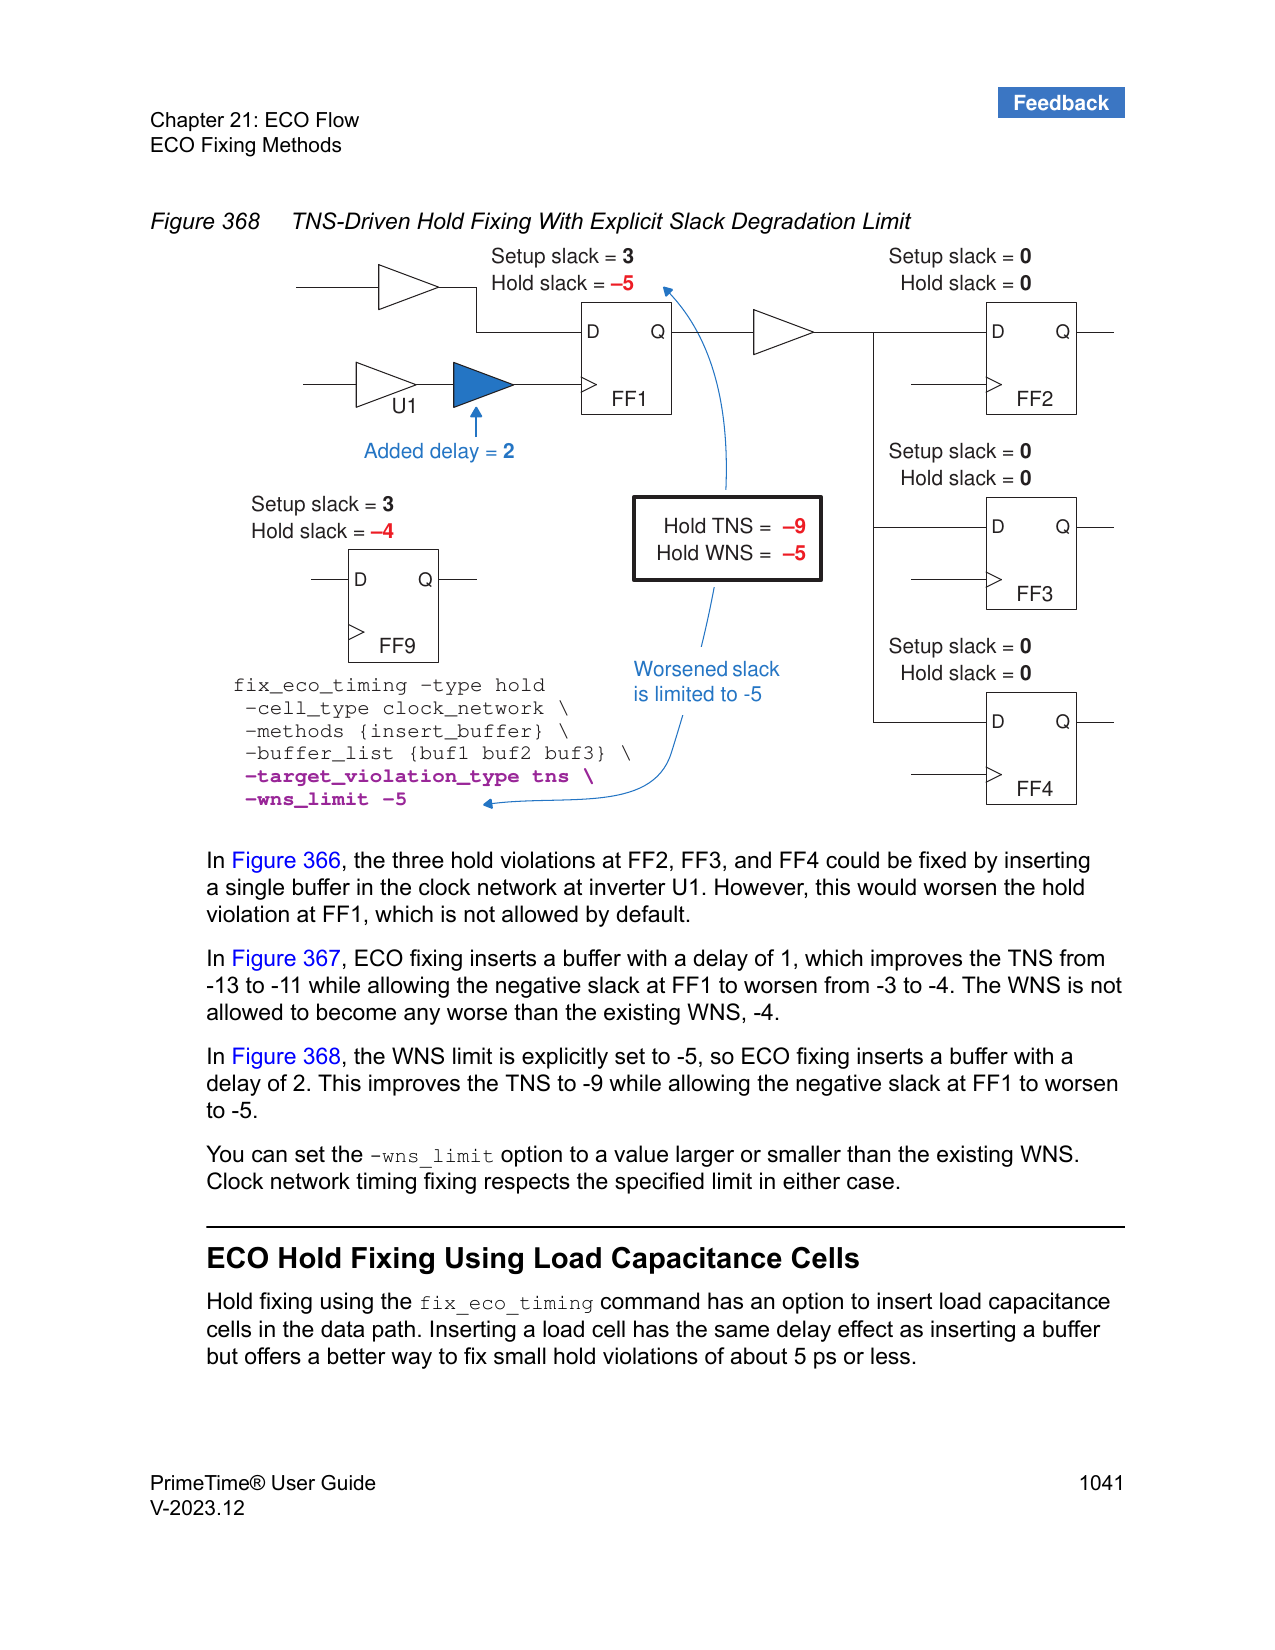 Feedback
Chapter 21: ECO Flow
ECO Fixing Methods
Figure 368 TNS-Driven Hold Fixing With Explicit Slack Degradation Limit
Setup slack = 3
Hold slack = –5
Setup slack = 0
Hold slack = 0
D Q
FF1
D Q
FF2
U1
Added delay = 2
Setup slack = 0
Hold slack = 0
Setup slack = 3
Hold slack = –4
Hold TNS = –9
Hold WNS = –5
D Q
FF3
D Q
FF9
Setup slack = 0
Hold slack = 0
Worsened slack
is limited to -5
D Q
FF4
fix_eco_timing –type hold
–cell_type clock_network \
–methods {insert_buffer} \
–buffer_list {buf1 buf2 buf3} \
–target_violation_type tns \
–wns_limit –5
In Figure 366, the three hold violations at FF2, FF3, and FF4 could be fixed by inserting
a single buffer in the clock network at inverter U1. However, this would worsen the hold
violation at FF1, which is not allowed by default.
In Figure 367, ECO fixing inserts a buffer with a delay of 1, which improves the TNS from
-13 to -11 while allowing the negative slack at FF1 to worsen from -3 to -4. The WNS is not
allowed to become any worse than the existing WNS, -4.
In Figure 368, the WNS limit is explicitly set to -5, so ECO fixing inserts a buffer with a
delay of 2. This improves the TNS to -9 while allowing the negative slack at FF1 to worsen
to -5.
You can set the -wns_limit option to a value larger or smaller than the existing WNS.
Clock network timing fixing respects the specified limit in either case.
ECO Hold Fixing Using Load Capacitance Cells
Hold fixing using the fix_eco_timing command has an option to insert load capacitance
cells in the data path. Inserting a load cell has the same delay effect as inserting a buffer
but offers a better way to fix small hold violations of about 5 ps or less.
PrimeTime® User Guide 1041
V-2023.12